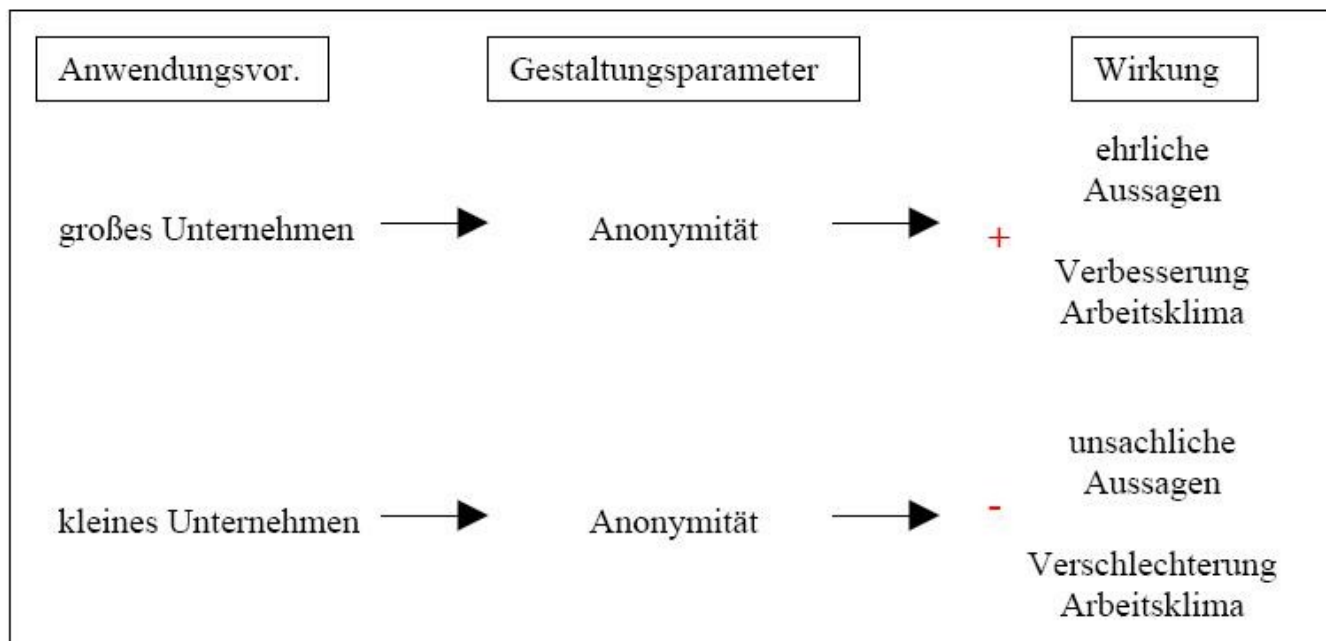 Anwendungsvor.
Gestaltungsparameter
Wirkung
ehrliche
Aussagen
großes Unternehmen
Anonymität
+
Verbesserung
Arbeitsklima
unsachliche
Aussagen
kleines Unternehmen
Anonymität
-
Verschlechterung
Arbeitsklima